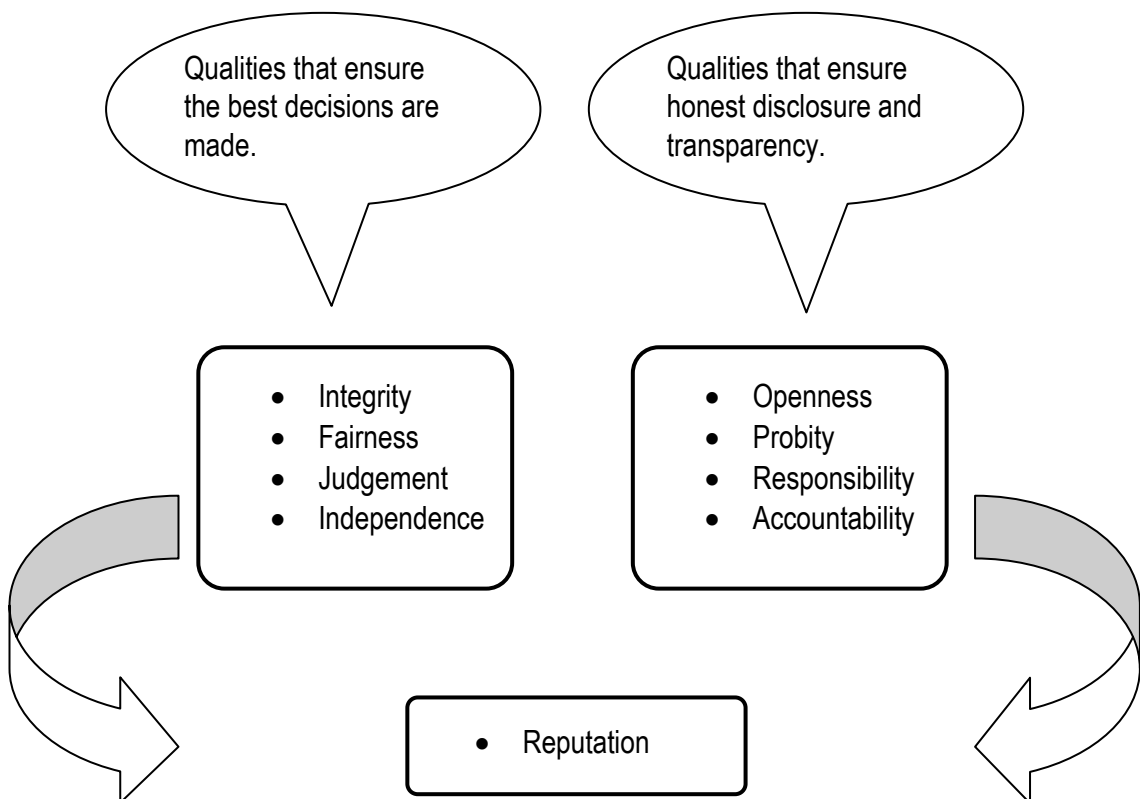 Qualities that ensure
the best decisions are
made.
Qualities that ensure
honest disclosure and
transparency.
• Integrity
• Fairness
• Judgement
• Independence
• Openness
• Probity
• Responsibility
• Accountability
• Reputation